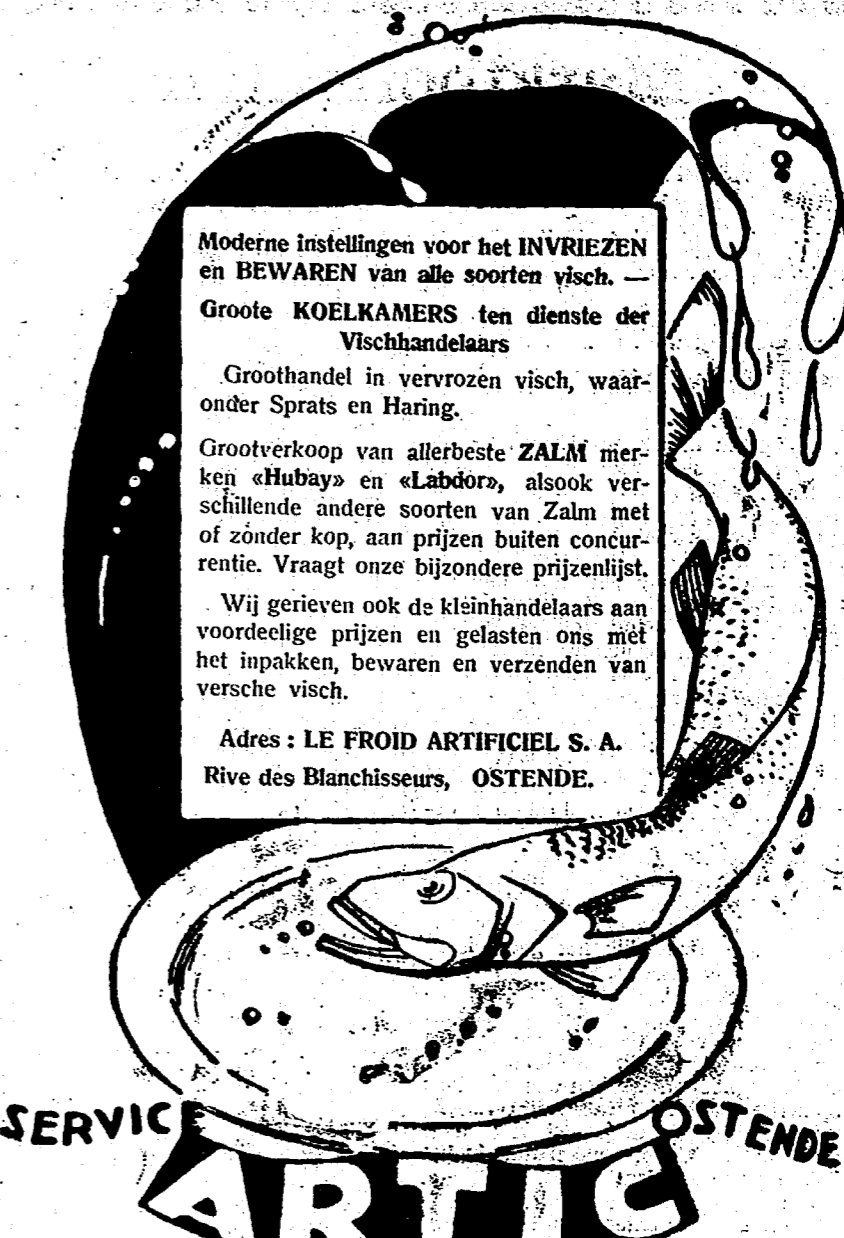 Moderne instellingen voor het INVRIEZEN
en BEWAREN van alle soorten visch. —
Groote KOELKAMERS ten dienste der
Vischhandelaars
Groothandel in vervrozen visch, waar-
onder Sprats en Haring.
Grootverkoop van allerbeste ZALM mer-
ken «Hubay» en «Labdor», alsook ver-
schillende andere soorten van Zalm met
of zonder kop, aan prijzen buiten concur-
rentie. Vraagt onze bijzondere prijzenlijst.
Wij gerieven ook de kleinhandelaars aan
voordeelige prijzen en gelasten ons met
het inpakken, bewaren en verzenden van
versche visch.
Adres : LE FROID ARTIFICIEL S. A.
Rive des Blanchisseurs, OSTENDE.
SERVICE OSTENDE
ARTIC